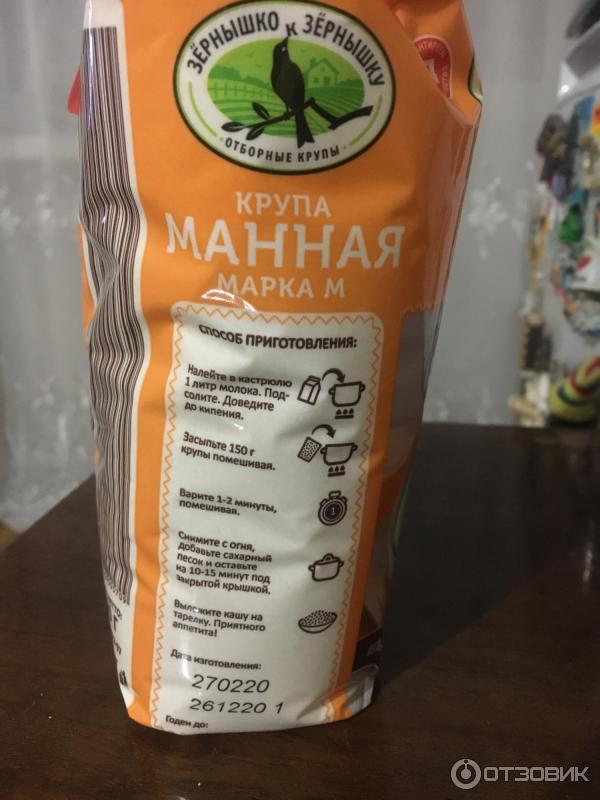 ЗЁРНЫШКО К ЗЁРНЫШКУ
ОТБОРНЫЕ КРУПЫ
КРУПА
МАННАЯ
МАРКА М
СПОСОБ ПРИГОТОВЛЕНИЯ:
Налейте в кастрюлю
1 литр молока. Под-
солите. Доведите
до кипения.
Засыпьте 150 г
крупы помешивая.
Варите 1-2 минуты,
помешивая.
1
Снимите с огня,
добавьте сахарный
песок и оставьте
на 10-15 минут под
закрытой крышкой.
Выложите кашу на
тарелку. Приятного
аппетита!
Дата изготовления:
270220
261220 1
Годен до:
ОТЗОВИК